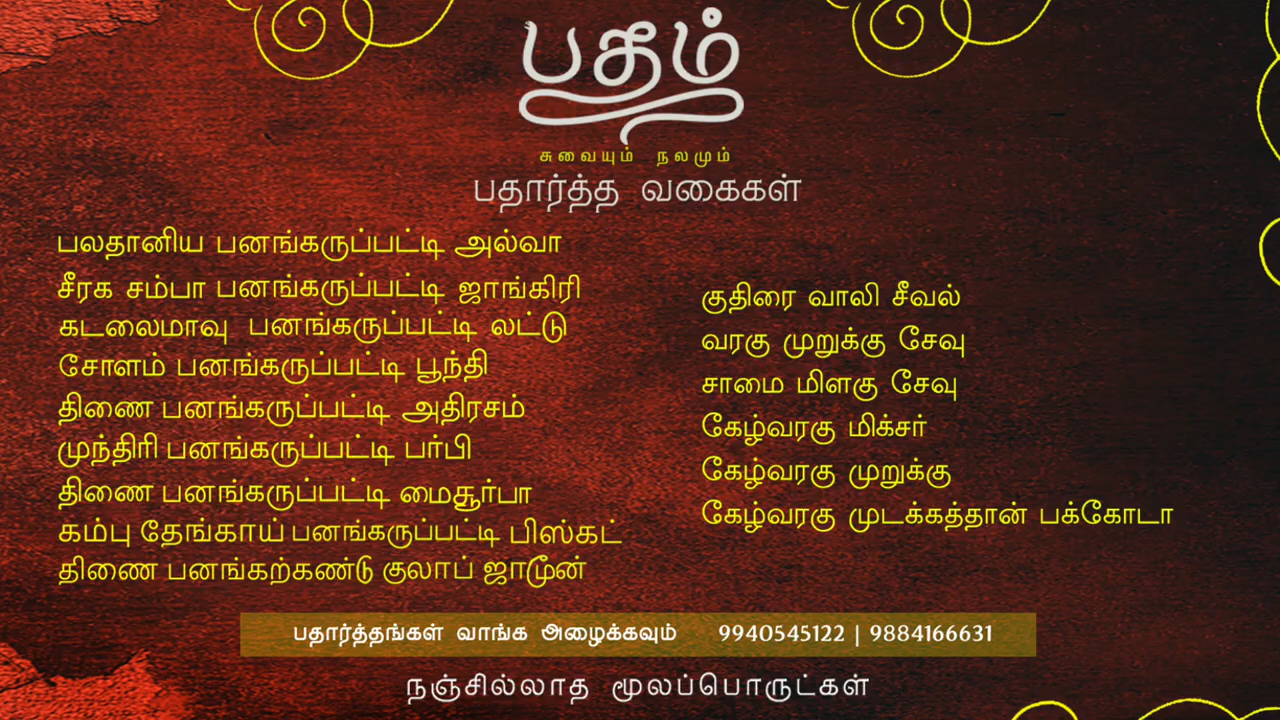 பதீம்
சுவையும் நலமும்
பதார்த்த வகைகள்
பலதானிய பனங்கருப்பட்டி அல்வா
சீரக சம்பா பனங்கருப்பட்டி ஜாங்கிரி
கடலைமாவு பனங்கருப்பட்டி லட்டு
சோளம் பனங்கருப்பட்டி பூந்தி
திணை பனங்கருப்பட்டி அதிரசம்
முந்திரி பனங்கருப்பட்டி பர்பி
திணை பனங்கருப்பட்டி மைசூர்பா
கம்பு தேங்காய் பனங்கருப்பட்டி பிஸ்கட்
திணை பனங்கற்கண்டு குலாப் ஜாமூன்
குதிரை வாலி சீவல்
வரகு முறுக்கு சேவு
சாமை மிளகு சேவு
கேழ்வரகு மிக்சர்
கேழ்வரகு முறுக்கு
கேழ்வரகு முடக்கத்தான் பக்கோடா
பதார்த்தங்கள் வாங்க அழைக்கவும் 9940545122 | 9884166631
நஞ்சில்லாத மூலப்பொருட்கள்